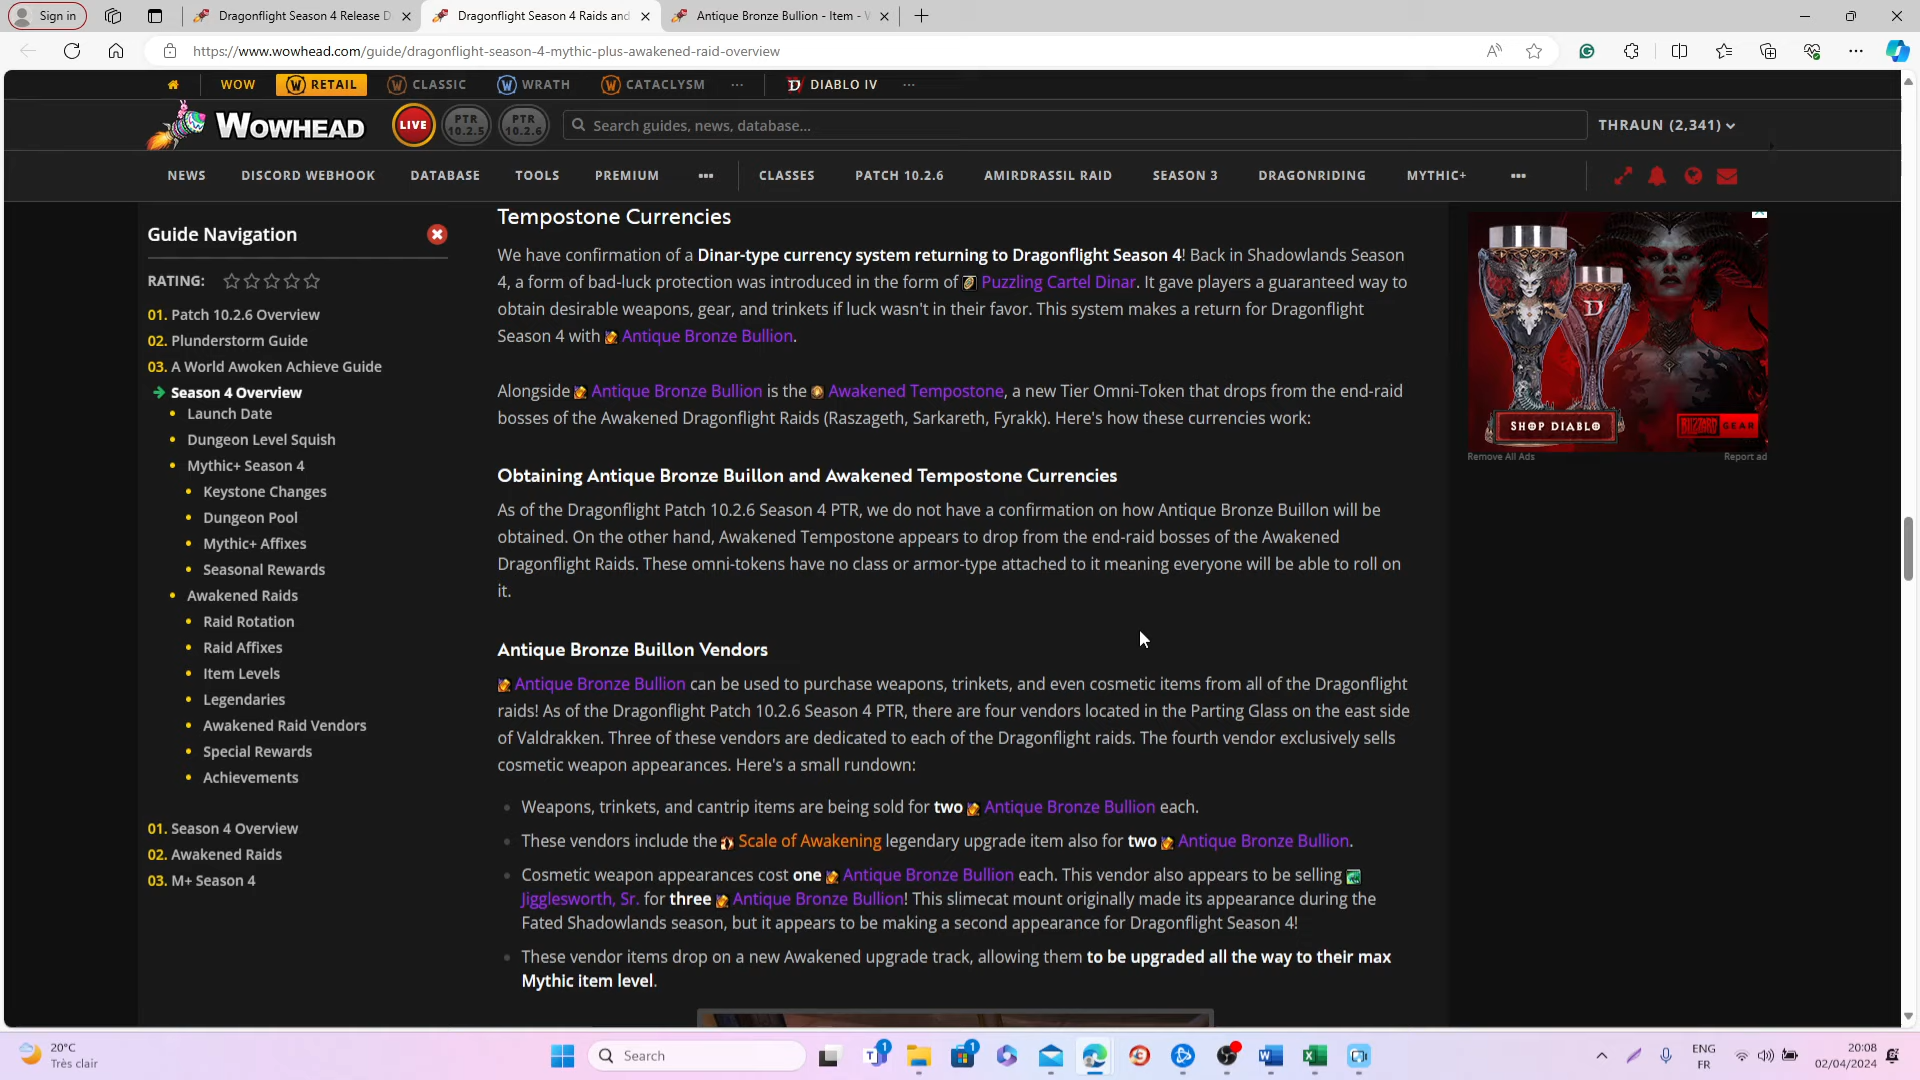 Sign in
Dragonflight Season 4 Release D
Dragonflight Season 4 Raids and
Antique Bronze Bullion - Item -
https://www.wowhead.com/guide/dragonflight-season-4-mythic-plus-awakened-raid-overview
WOW RETAIL CLASSIC WRATH CATACLYSM DIABLO IV
WOWHEAD
LIVE
PTR 10.2.5
PTR 10.2.6
Search guides, news, database...
THRAUN (2,341)
NEWS DISCORD WEBHOOK DATABASE TOOLS PREMIUM CLASSES PATCH 10.2.6 AMIRDRASSIL RAID SEASON 3 DRAGONRIDING MYTHIC+
Guide Navigation
RATING:
01. Patch 10.2.6 Overview
02. Plunderstorm Guide
03. A World Awoken Achieve Guide
Season 4 Overview
Launch Date
Dungeon Level Squish
Mythic+ Season 4
Keystone Changes
Dungeon Pool
Mythic+ Affixes
Seasonal Rewards
Awakened Raids
Raid Rotation
Raid Affixes
Item Levels
Legendaries
Awakened Raid Vendors
Special Rewards
Achievements
01. Season 4 Overview
02. Awakened Raids
03. M+ Season 4
Tempostone Currencies
We have confirmation of a Dinar-type currency system returning to Dragonflight Season 4! Back in Shadowlands Season
4, a form of bad-luck protection was introduced in the form of Puzzling Cartel Dinar. It gave players a guaranteed way to
obtain desirable weapons, gear, and trinkets if luck wasn't in their favor. This system makes a return for Dragonflight
Season 4 with Antique Bronze Bullion.
Alongside Antique Bronze Bullion is the Awakened Tempostone, a new Tier Omni-Token that drops from the end-raid
bosses of the Awakened Dragonflight Raids (Raszageth, Sarkareth, Fyrakk). Here's how these currencies work:
Obtaining Antique Bronze Buillon and Awakened Tempostone Currencies
As of the Dragonflight Patch 10.2.6 Season 4 PTR, we do not have a confirmation on how Antique Bronze Buillon will be
obtained. On the other hand, Awakened Tempostone appears to drop from the end-raid bosses of the Awakened
Dragonflight Raids. These omni-tokens have no class or armor-type attached to it meaning everyone will be able to roll on
it.
Antique Bronze Buillon Vendors
Antique Bronze Bullion can be used to purchase weapons, trinkets, and even cosmetic items from all of the Dragonflight
raids! As of the Dragonflight Patch 10.2.6 Season 4 PTR, there are four vendors located in the Parting Glass on the east side
of Valdrakken. Three of these vendors are dedicated to each of the Dragonflight raids. The fourth vendor exclusively sells
cosmetic weapon appearances. Here's a small rundown:
Weapons, trinkets, and cantrip items are being sold for two Antique Bronze Bullion each.
These vendors include the Scale of Awakening legendary upgrade item also for two Antique Bronze Bullion.
Cosmetic weapon appearances cost one Antique Bronze Bullion each. This vendor also appears to be selling
Jigglesworth, Sr. for three Antique Bronze Bullion! This slimecat mount originally made its appearance during the
Fated Shadowlands season, but it appears to be making a second appearance for Dragonflight Season 4!
These vendor items drop on a new Awakened upgrade track, allowing them to be upgraded all the way to their max
Mythic item level.
SHOP DIABLO
BLIZZARD GEAR
Remove All Ads
Report ad
20°C
Très clair
Search
1
1
ENG
FR
20:08
02/04/2024